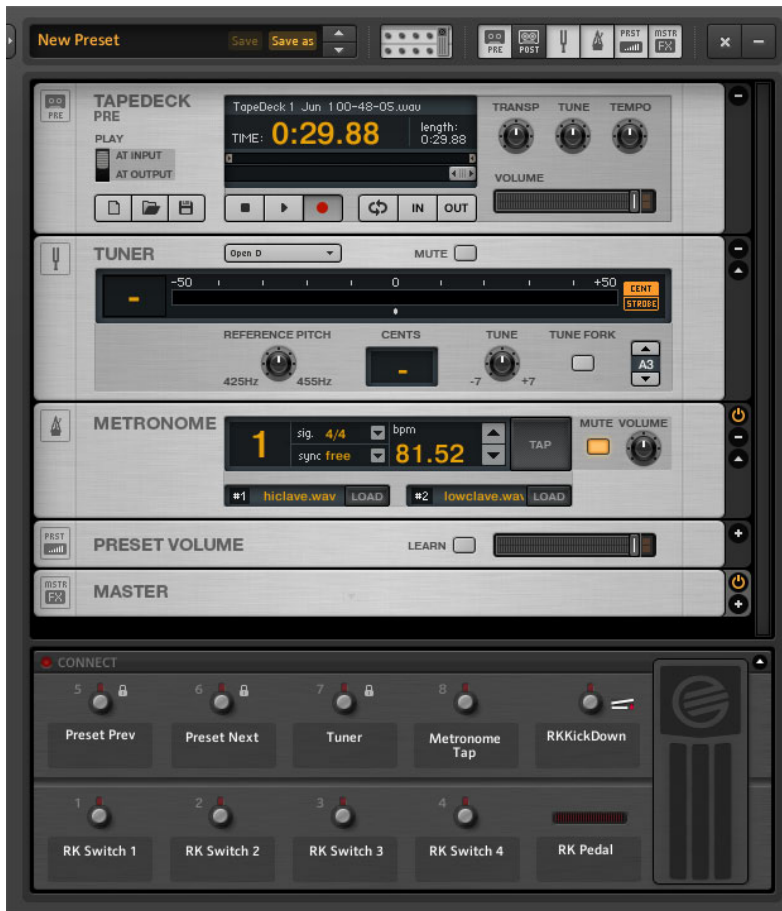 New Preset
Save Save as
PRE POST PRST MSTR FX
PRE
TAPEDECK
PRE
PLAY
AT INPUT
AT OUTPUT
TapeDeck 1 Jun 1 00-48-05.wav
TIME: 0:29.88
length:
0:29.88
TRANSP TUNE TEMPO
VOLUME
IN OUT
TUNER
Open D
MUTE
-50 0 +50
CENT
STROBE
-
REFERENCE PITCH CENTS TUNE TUNE FORK
425Hz 455Hz
-
-7 +7
A3
METRONOME
1
sig. 4/4
sync free
bpm
81.52
TAP
MUTE VOLUME
#1 hiclave.wav LOAD #2 lowclave.wav LOAD
PRST
PRESET VOLUME
LEARN
MSTR
FX
MASTER
CONNECT
5 6 7 8
Preset Prev Preset Next Tuner Metronome
Tap
RKKickDown
1 2 3 4
RK Switch 1 RK Switch 2 RK Switch 3 RK Switch 4 RK Pedal